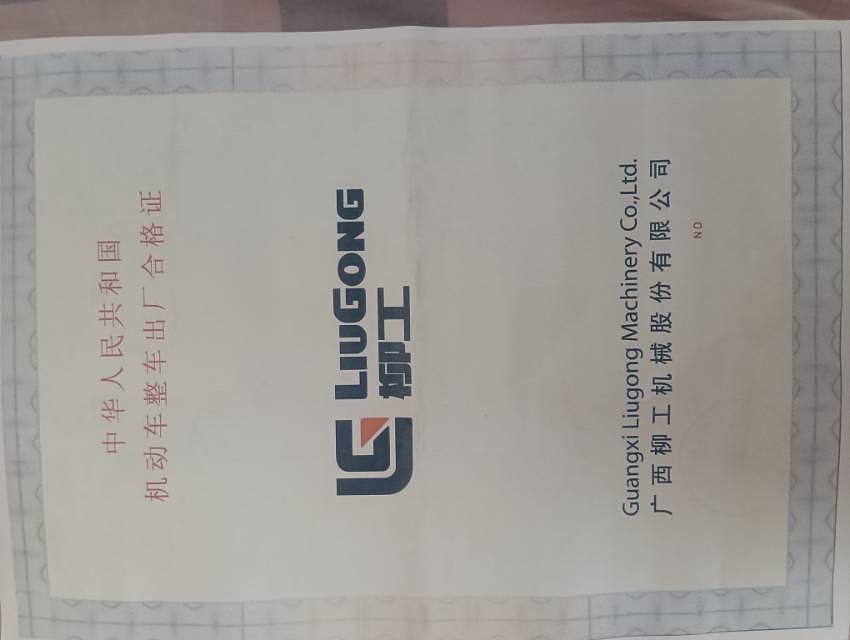 中华人民共和国
机动车整车出厂合格证
LIUGONG
柳工
Guangxi Liugong Machinery Co.,Ltd.
广西柳工机械股份有限公司
NO